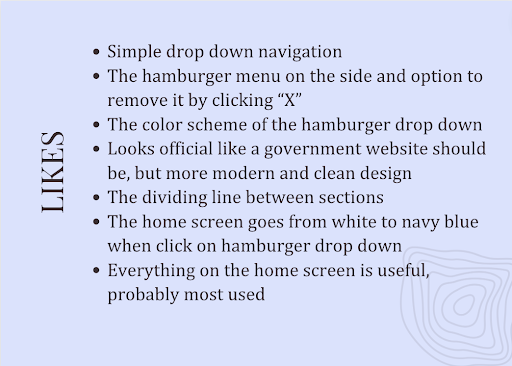 LIKES
• Simple drop down navigation
• The hamburger menu on the side and option to
remove it by clicking “X”
• The color scheme of the hamburger drop down
• Looks official like a government website should
be, but more modern and clean design
• The dividing line between sections
• The home screen goes from white to navy blue
when click on hamburger drop down
• Everything on the home screen is useful,
probably most used